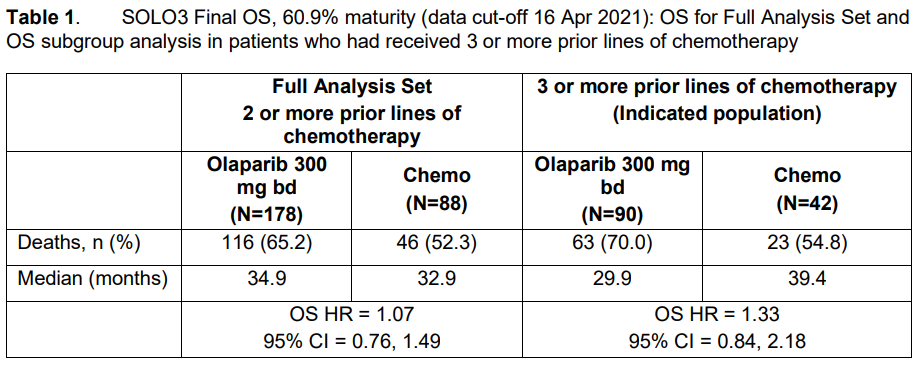 Table 1. SOLO3 Final OS, 60.9% maturity (data cut-off 16 Apr 2021): OS for Full Analysis Set and
OS subgroup analysis in patients who had received 3 or more prior lines of chemotherapy
Full Analysis Set
2 or more prior lines of
chemotherapy
3 or more prior lines of chemotherapy
(Indicated population)
Olaparib 300
mg bd
(N=178)
Chemo
(N=88)
Olaparib 300 mg
bd
(N=90)
Chemo
(N=42)
Deaths, n (%) 116 (65.2) 46 (52.3) 63 (70.0) 23 (54.8)
Median (months) 34.9 32.9 29.9 39.4
OS HR = 1.07
95% CI = 0.76, 1.49
OS HR = 1.33
95% CI = 0.84, 2.18